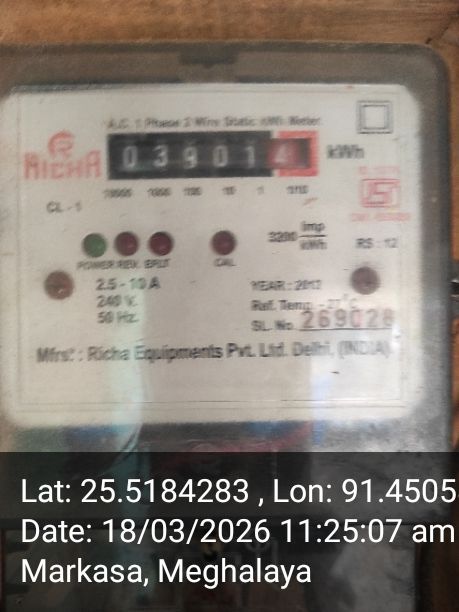 A.C. 1 Phase 2 Wire Static kWh Meter
RICHA
039014 kWh
10000 1000 100 10 1 1/10
CL - 1
3200 Imp/kWh
RS : 12
POWER REV. CAL
2.5 - 10 A
240 V.
50 Hz.
YEAR : 2012
Ref. Temp. - 27°C
SL. No. 269028
Mfrs. : Richa Equipments Pvt. Ltd. Delhi, (INDIA)
Lat: 25.5184283 , Lon: 91.4505
Date: 18/03/2026 11:25:07 am
Markasa, Meghalaya